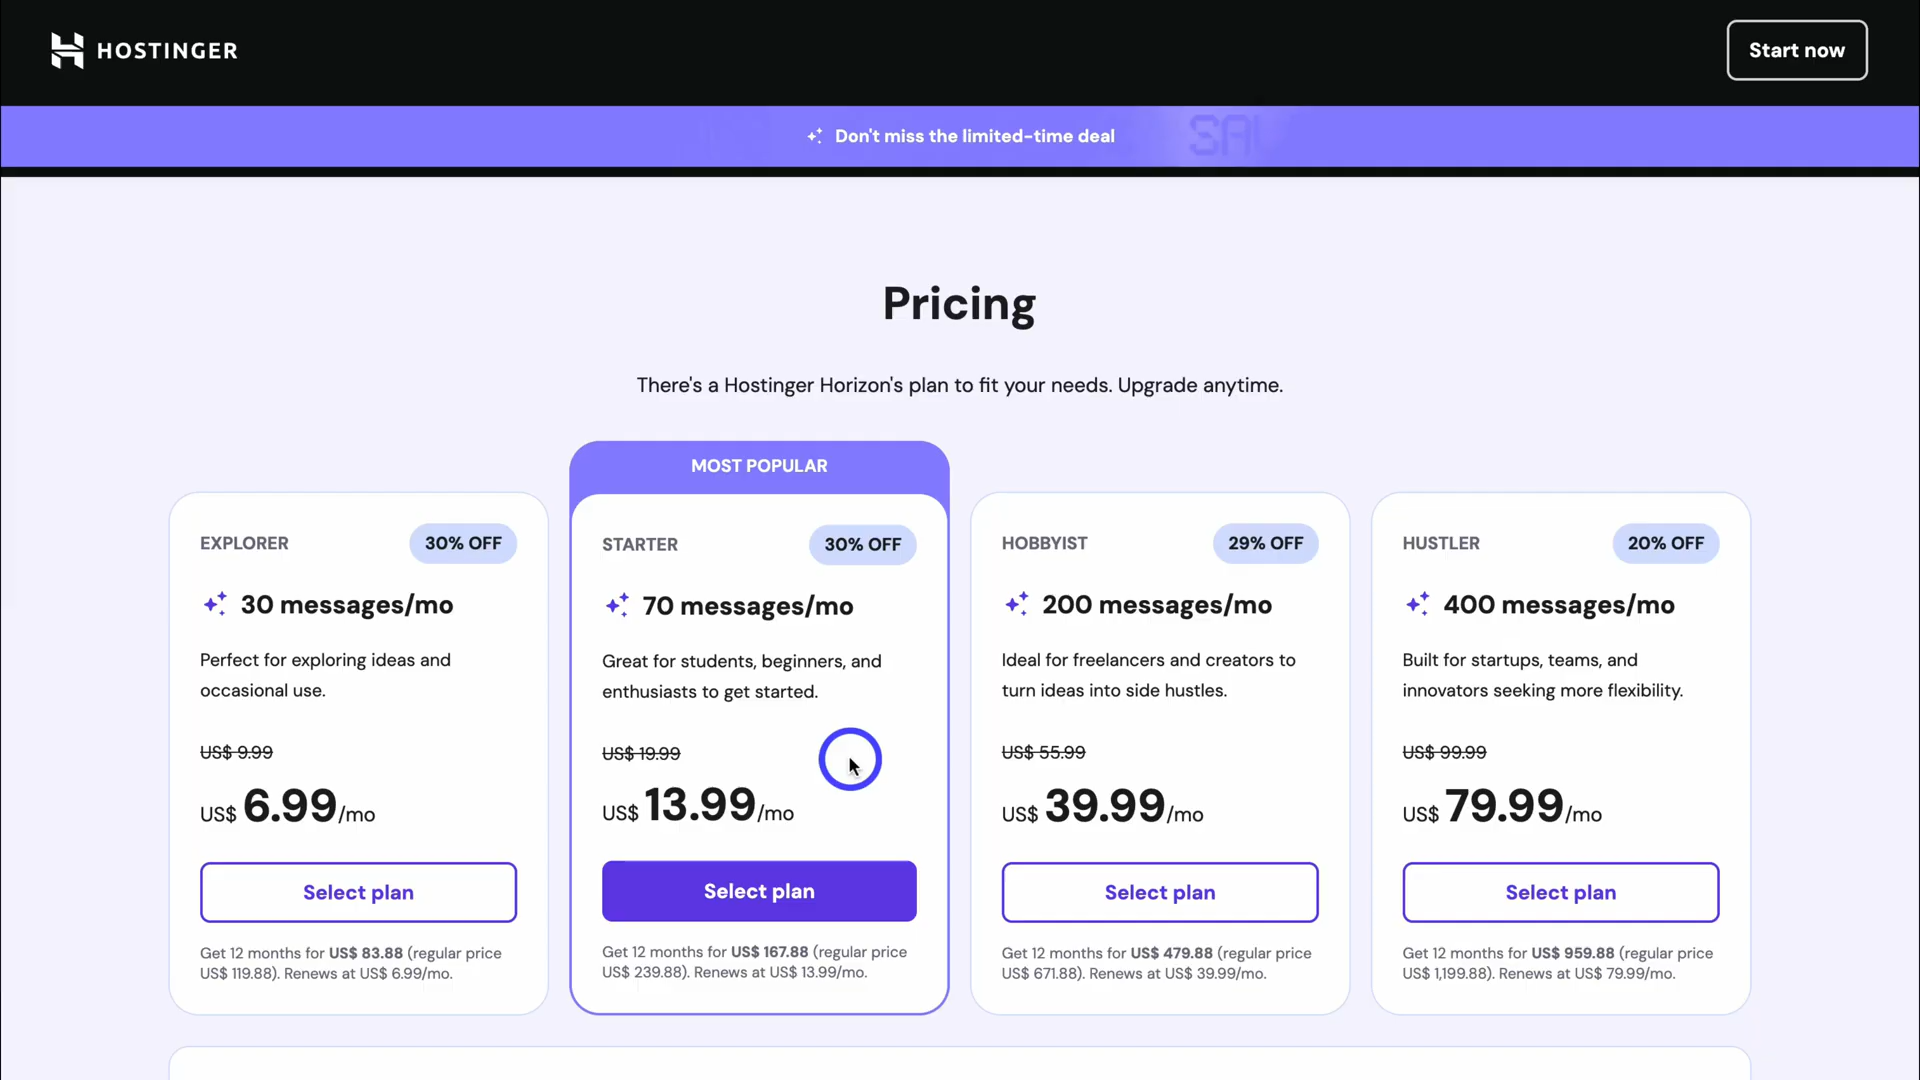 HOSTINGER
Start now
Don't miss the limited-time deal
Pricing
There's a Hostinger Horizon's plan to fit your needs. Upgrade anytime.
EXPLORER
30% OFF
30 messages/mo
Perfect for exploring ideas and
occasional use.
US$ 9.99
US$ 6.99/mo
Select plan
Get 12 months for US$ 83.88 (regular price
US$ 119.88). Renews at US$ 6.99/mo.
MOST POPULAR
STARTER
30% OFF
70 messages/mo
Great for students, beginners, and
enthusiasts to get started.
US$ 19.99
US$ 13.99/mo
Select plan
Get 12 months for US$ 167.88 (regular price
US$ 239.88). Renews at US$ 13.99/mo.
HOBBYIST
29% OFF
200 messages/mo
Ideal for freelancers and creators to
turn ideas into side hustles.
US$ 55.99
US$ 39.99/mo
Select plan
Get 12 months for US$ 479.88 (regular price
US$ 671.88). Renews at US$ 39.99/mo.
HUSTLER
20% OFF
400 messages/mo
Built for startups, teams, and
innovators seeking more flexibility.
US$ 99.99
US$ 79.99/mo
Select plan
Get 12 months for US$ 959.88 (regular price
US$ 1,199.88). Renews at US$ 79.99/mo.